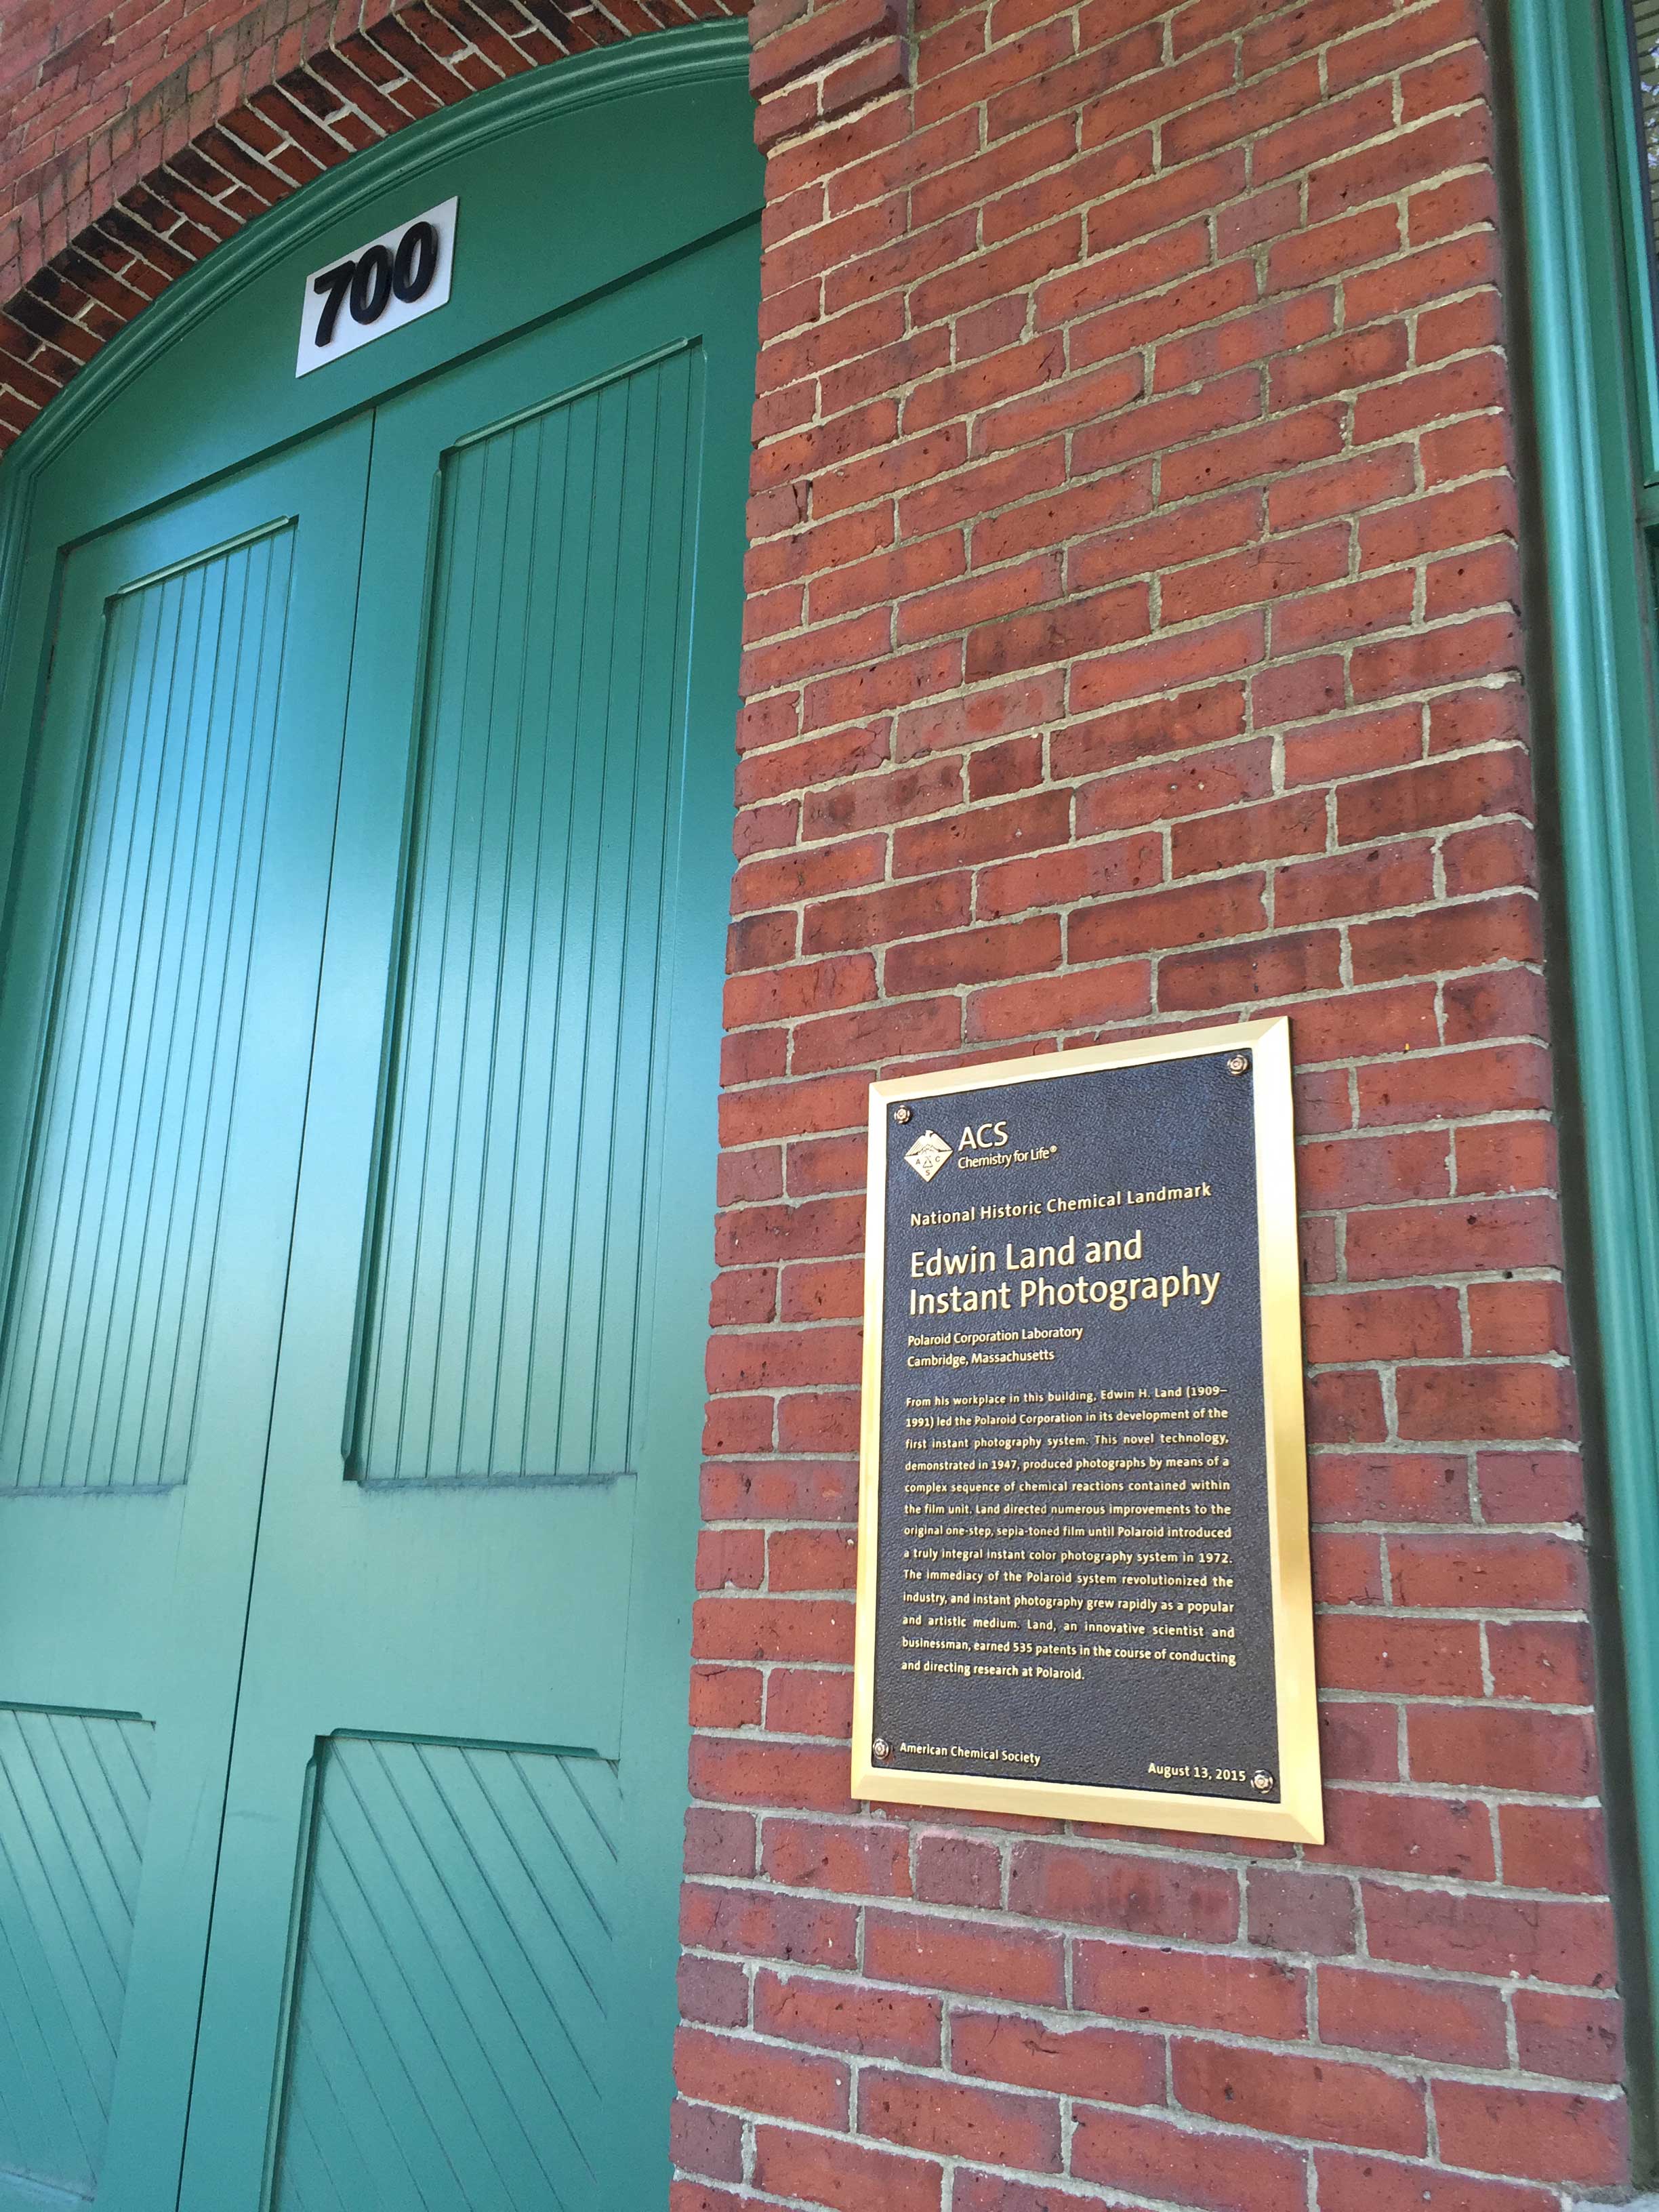 700
ACS
Chemistry for Life®
A C
S
National Historic Chemical Landmark
Edwin Land and
Instant Photography
Polaroid Corporation Laboratory
Cambridge, Massachusetts
From his workplace in this building, Edwin H. Land (1909–
1991) led the Polaroid Corporation in its development of the
first instant photography system. This novel technology,
demonstrated in 1947, produced photographs by means of a
complex sequence of chemical reactions contained within
the film unit. Land directed numerous improvements to the
original one-step, sepia-toned film until Polaroid introduced
a truly integral instant color photography system in 1972.
The immediacy of the Polaroid system revolutionized the
industry, and instant photography grew rapidly as a popular
and artistic medium. Land, an innovative scientist and
businessman, earned 535 patents in the course of conducting
and directing research at Polaroid.
American Chemical Society
August 13, 2015